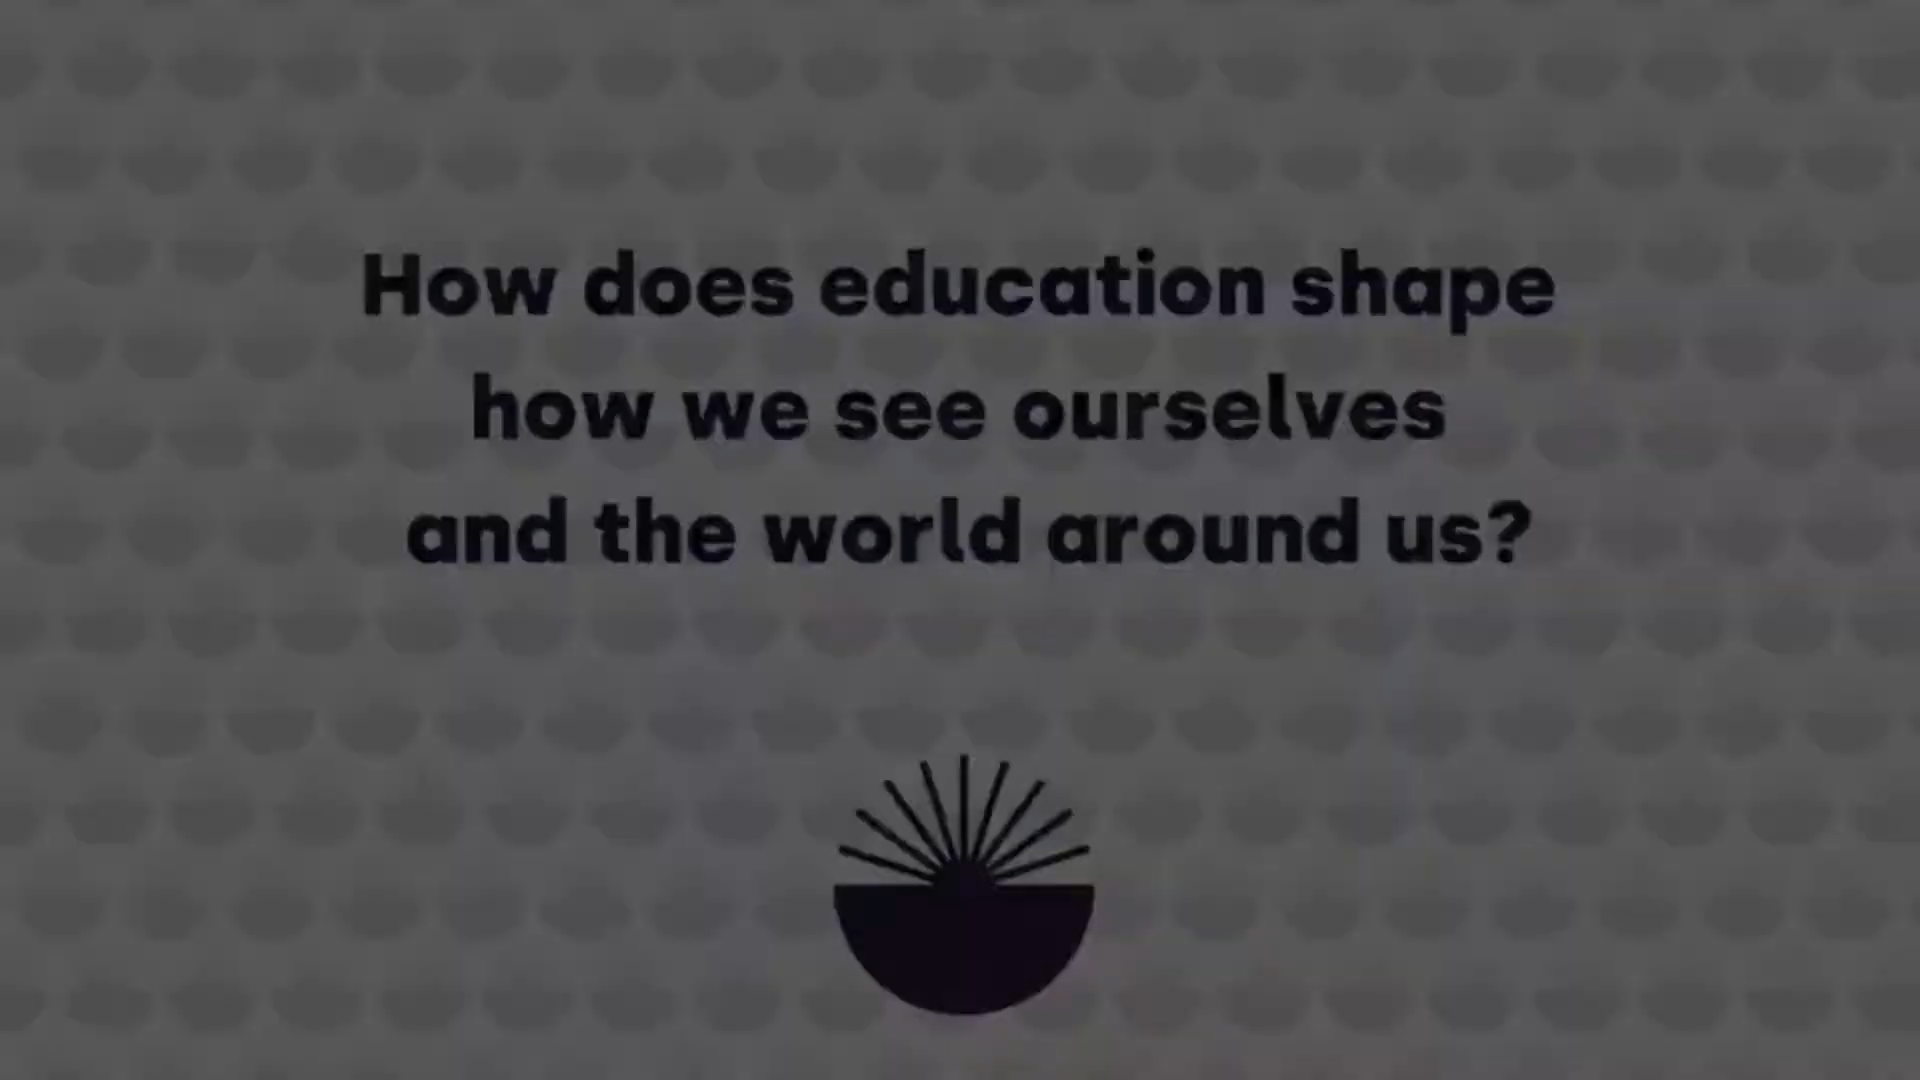 How does education shape
how we see ourselves
and the world around us?